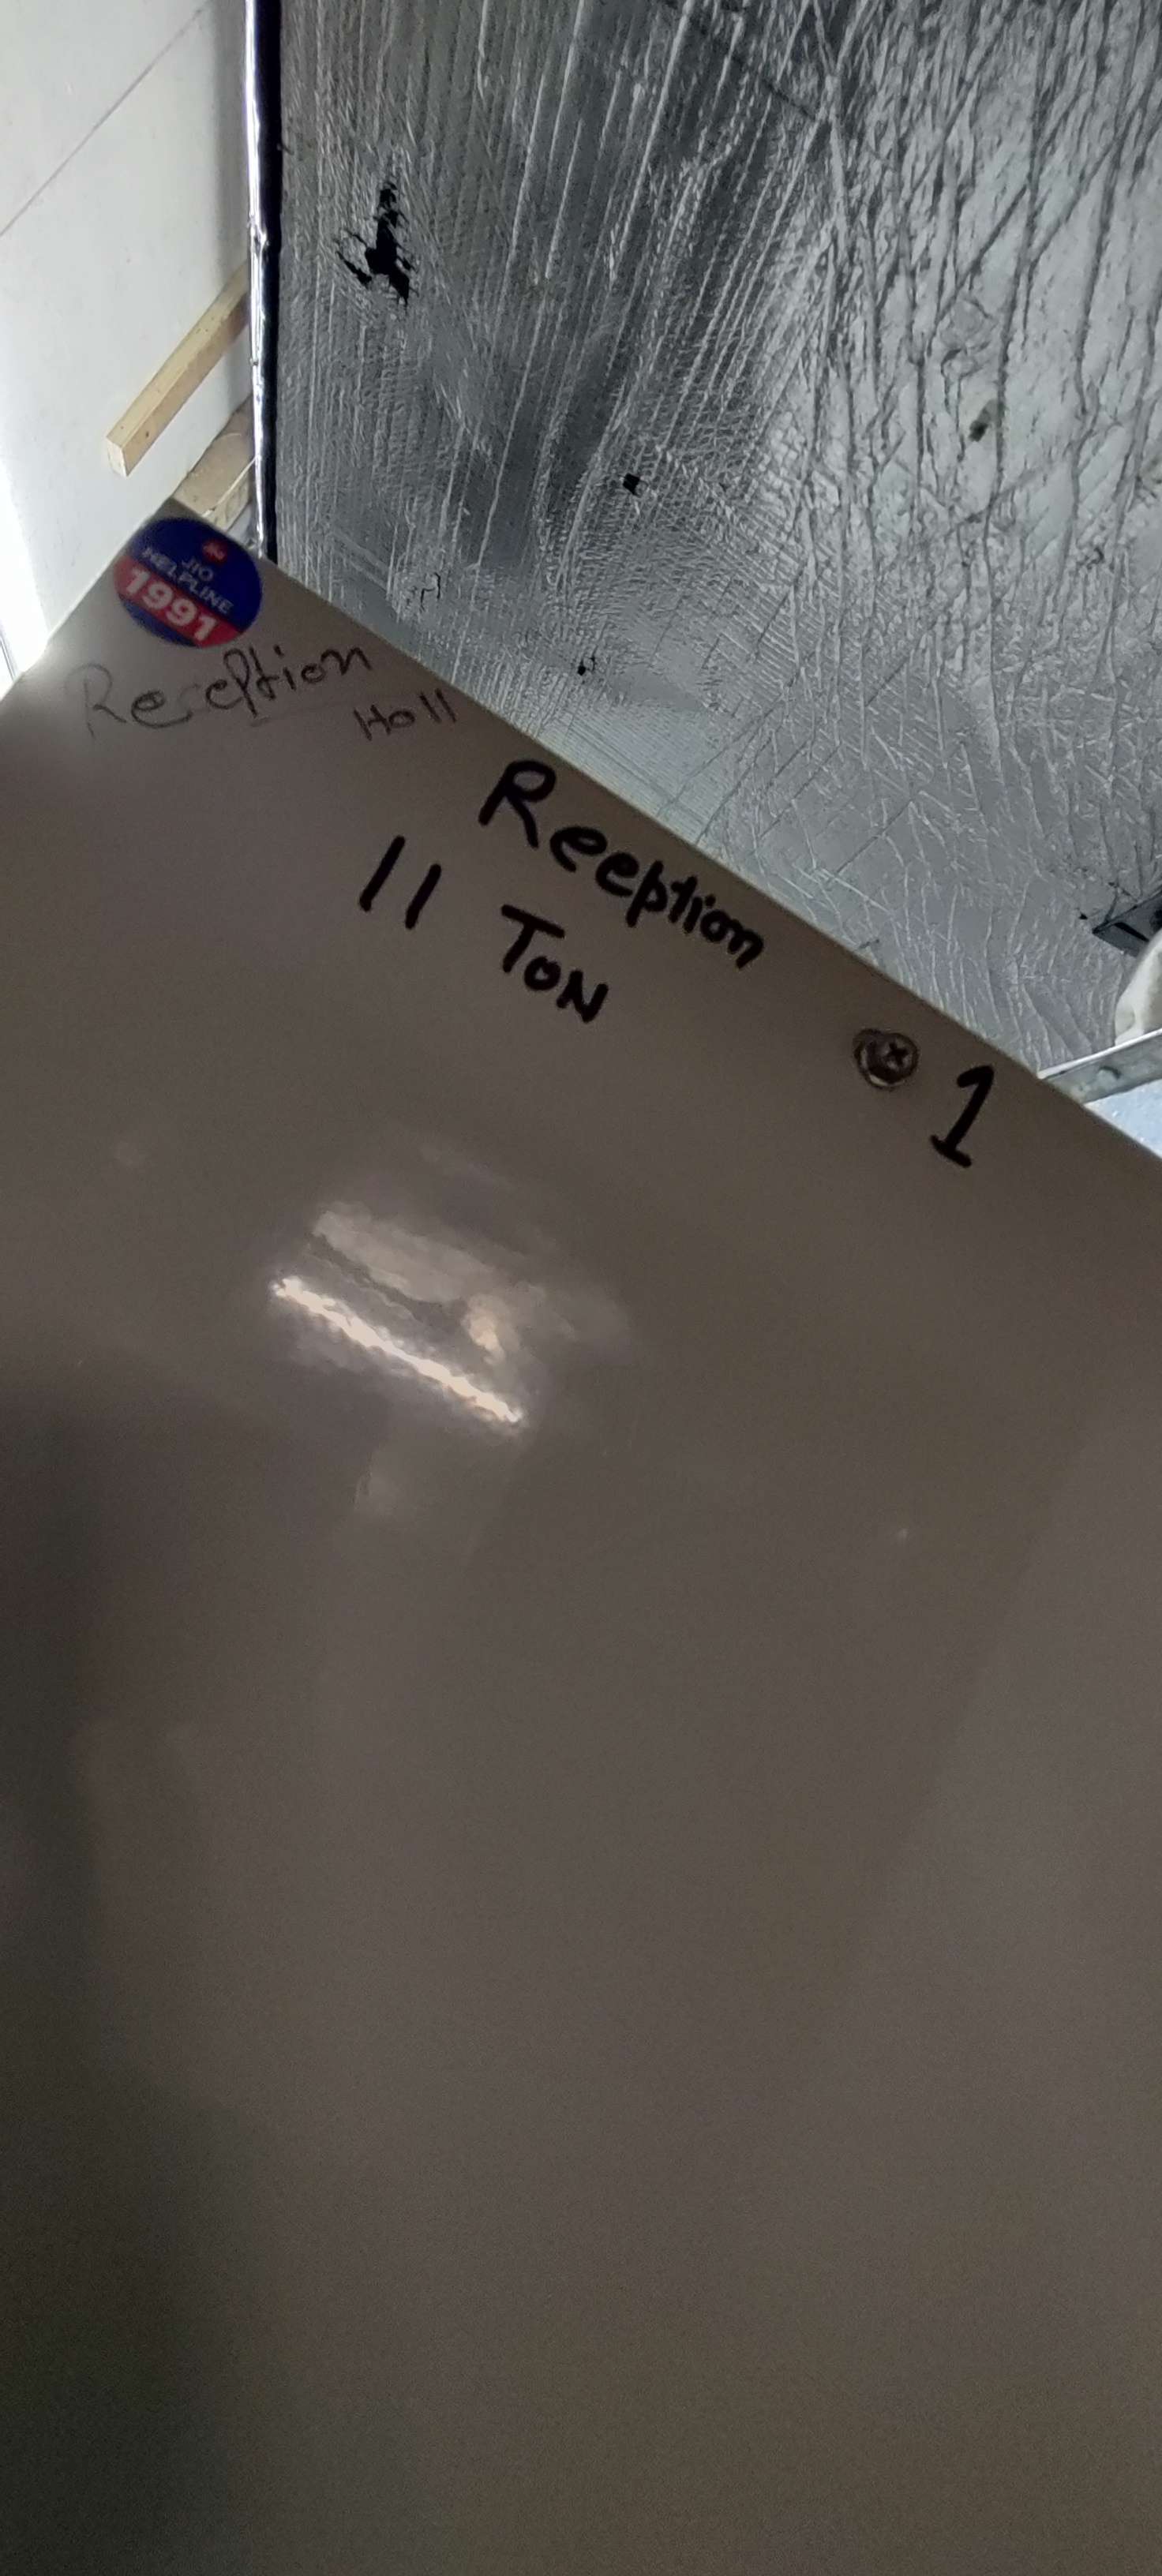 JIO
HELPLINE
1991
Reception
Hall
Reeption
11 TON
1